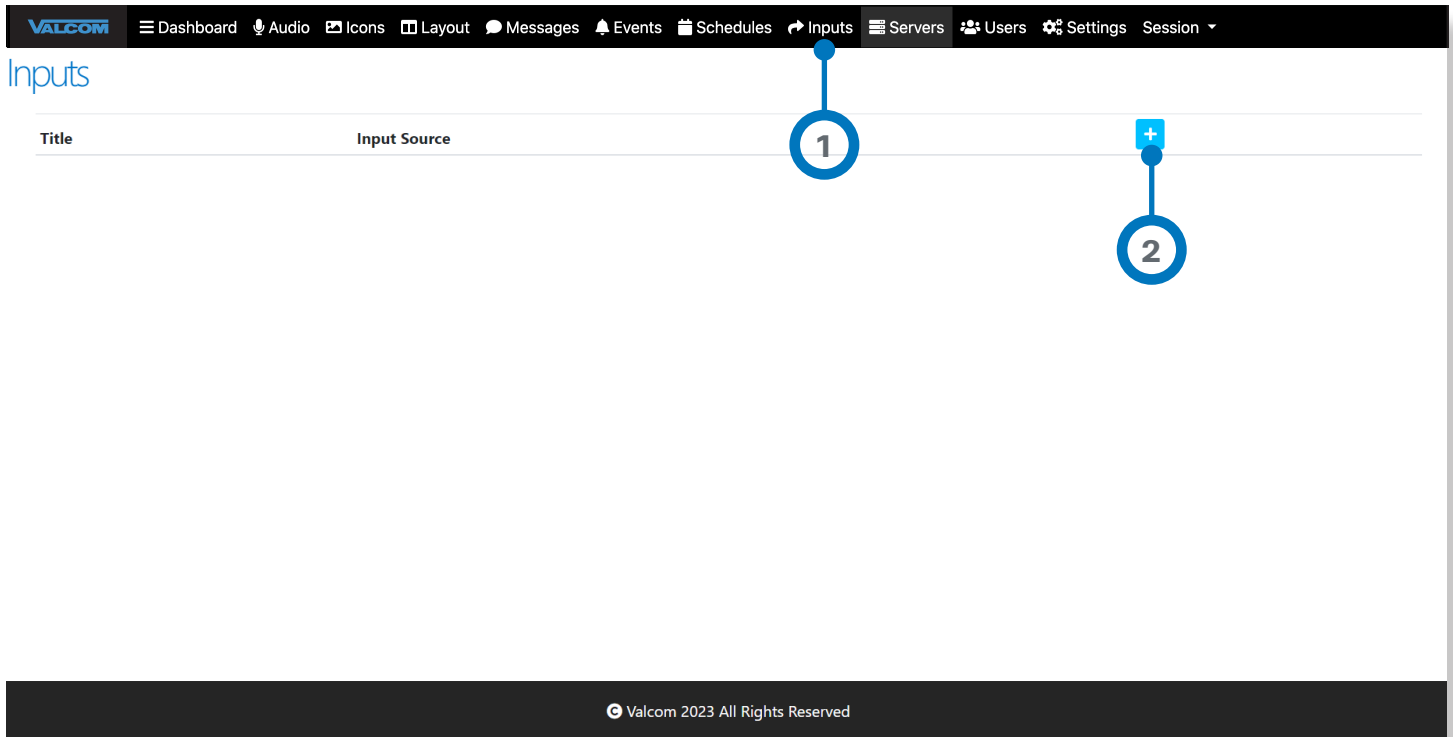 VALCOM Dashboard Audio Icons Layout Messages Events Schedules Inputs Servers Users Settings Session
Inputs
Title Input Source +
1
2
C Valcom 2023 All Rights Reserved